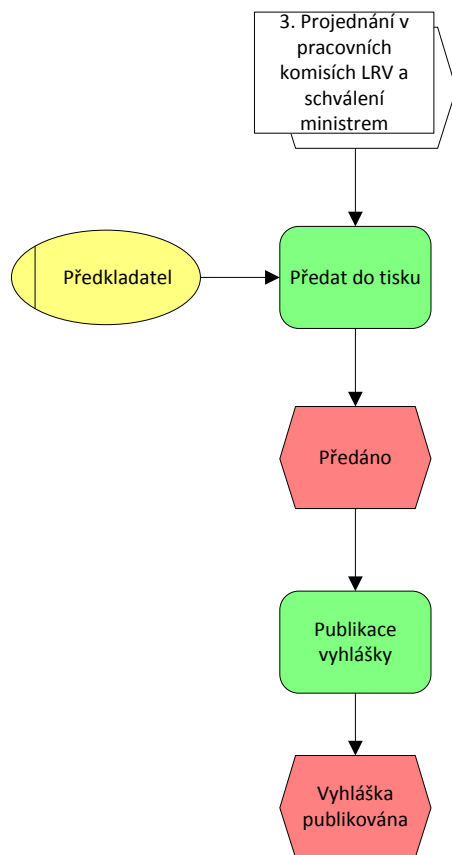 3. Projednání v
pracovních
komisích LRV a
schválení
ministrem
Předkladatel
Předat do tisku
Předáno
Publikace
vyhlášky
Vyhláška
publikována